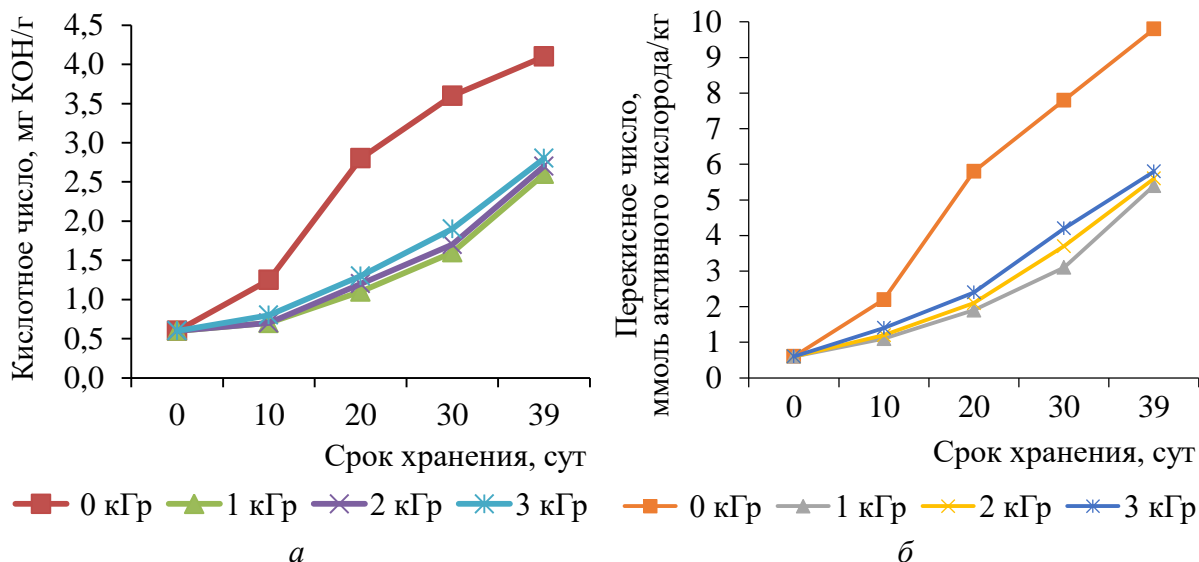 Кислотное число, мг КОН/г
4,5
4,0
3,5
3,0
2,5
2,0
1,5
1,0
0,5
0,0
0 10 20 30 39
Срок хранения, сут
0 кГр 1 кГр 2 кГр 3 кГр
а
Перекисное число,
ммоль активного кислорода/кг
10
9
8
7
6
5
4
3
2
1
0
0 10 20 30 39
Срок хранения, сут
0 кГр 1 кГр 2 кГр 3 кГр
б